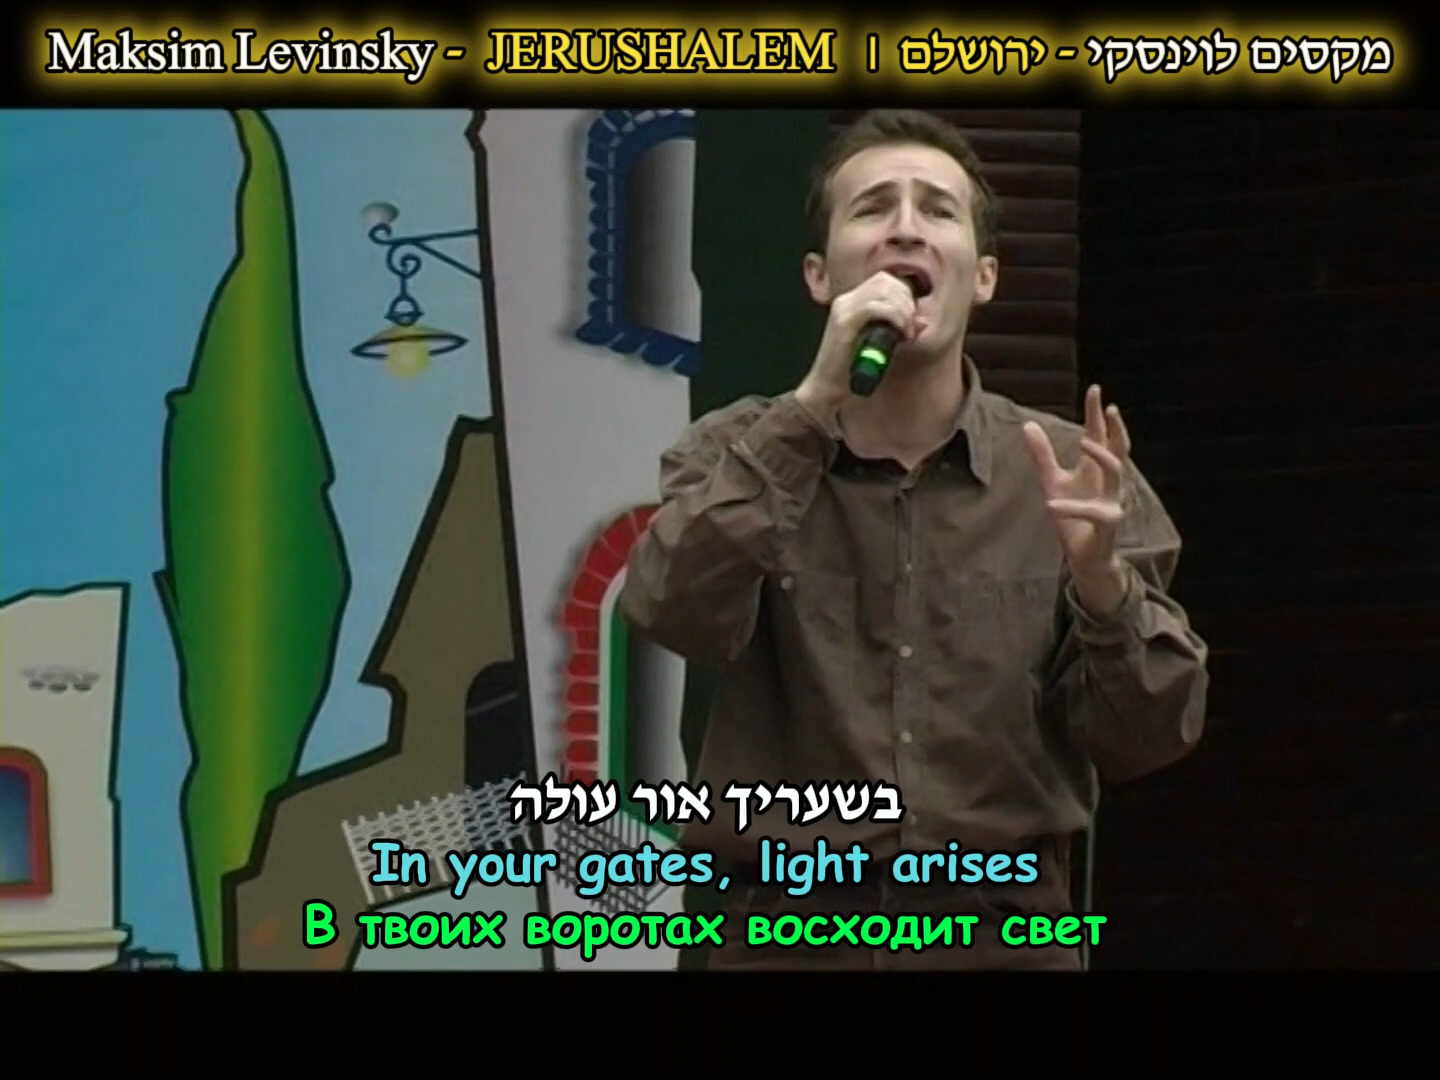 Maksim Levinsky - JERUSHALEM | מקסים לוינסקי - ירושלם
בשעריך אור עולה
In your gates, light arises
В твоих воротах восходит свет